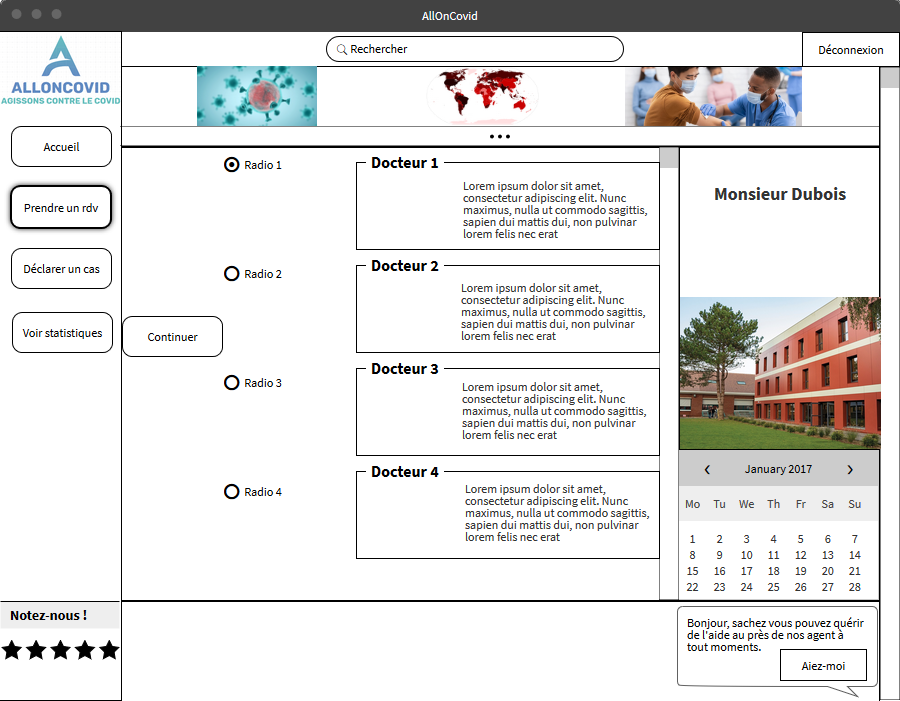 AllOnCovid
Rechercher
Déconnexion
ALLONCOVID
AGISSONS CONTRE LE COVID
Accueil
Prendre un rdv
Déclarer un cas
Voir statistiques
Notez-nous !
Continuer
Radio 1
Radio 2
Radio 3
Radio 4
Docteur 1
Lorem ipsum dolor sit amet,
consectetur adipiscing elit. Nunc
maximus, nulla ut commodo sagittis,
sapien dui mattis dui, non pulvinar
lorem felis nec erat
Docteur 2
Lorem ipsum dolor sit amet,
consectetur adipiscing elit. Nunc
maximus, nulla ut commodo sagittis,
sapien dui mattis dui, non pulvinar
lorem felis nec erat
Docteur 3
Lorem ipsum dolor sit amet,
consectetur adipiscing elit. Nunc
maximus, nulla ut commodo sagittis,
sapien dui mattis dui, non pulvinar
lorem felis nec erat
Docteur 4
Lorem ipsum dolor sit amet,
consectetur adipiscing elit. Nunc
maximus, nulla ut commodo sagittis,
sapien dui mattis dui, non pulvinar
lorem felis nec erat
Monsieur Dubois
January 2017
Mo Tu We Th Fr Sa Su
1 2 3 4 5 6 7
8 9 10 11 12 13 14
15 16 17 18 19 20 21
22 23 24 25 26 27 28
Bonjour, sachez vous pouvez quérir
de l'aide au près de nos agent à
tout moments.
Aiez-moi